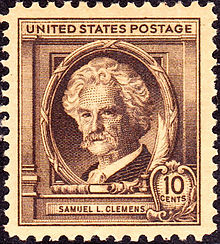 UNITED STATES POSTAGE
10
CENTS
SAMUEL L. CLEMENS